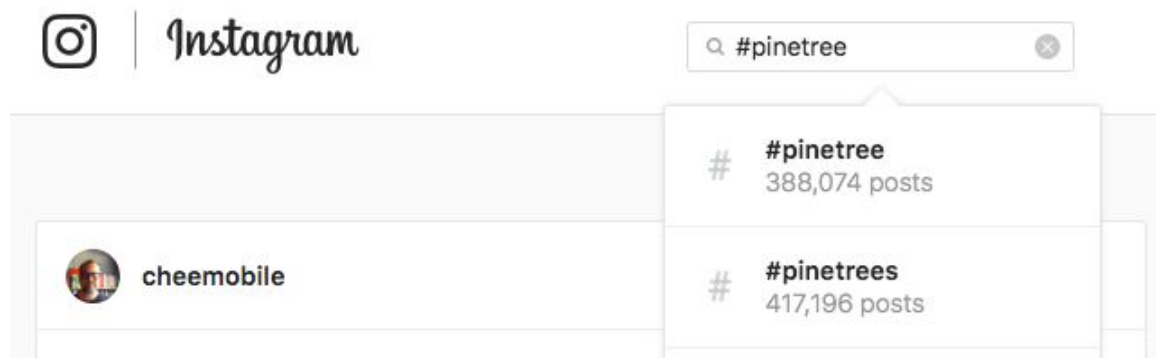 Instagram
#pinetree
# #pinetree
388,074 posts
cheemobile
# #pinetrees
417,196 posts